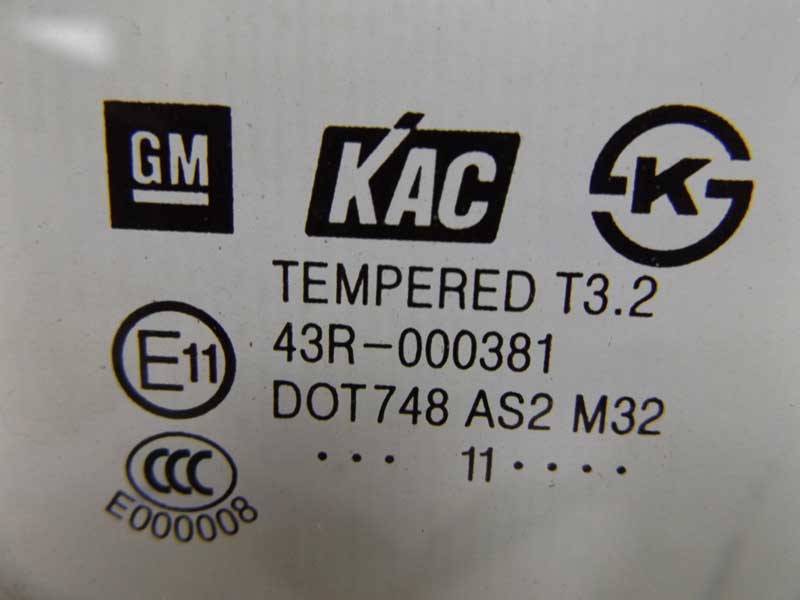 GM KAC K
TEMPERED T3.2
E11 43R-000381
DOT748 AS2 M32
CCC ... 11....
E000008